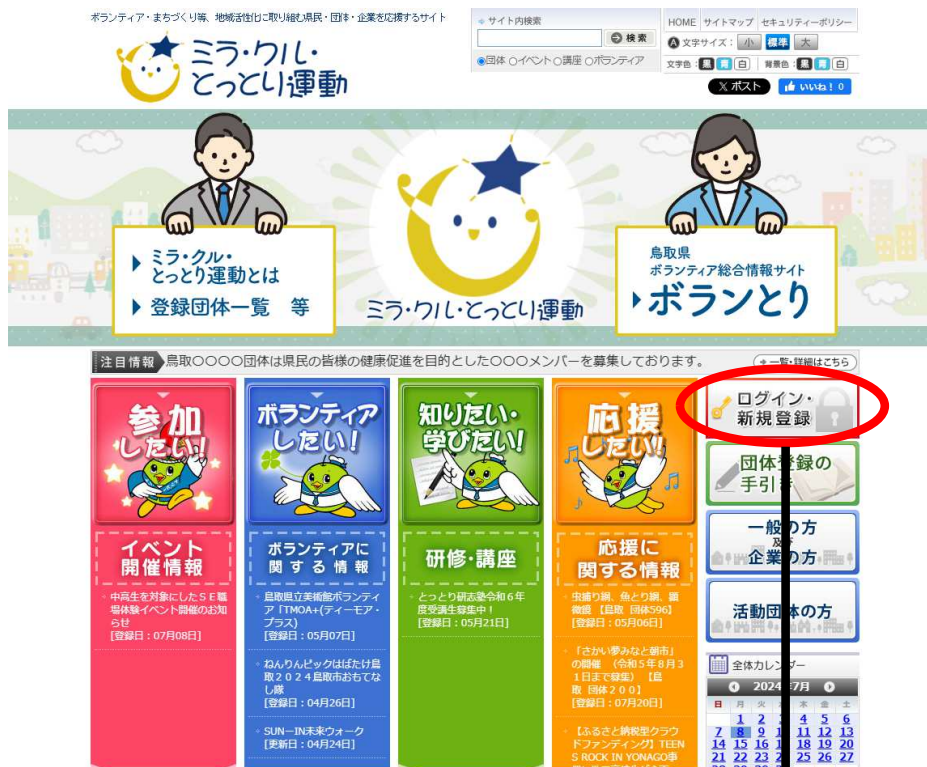 ボランティア・まちづくり等、地域活性化に取り組む県民・団体・企業を応援するサイト
ミラ・クル・
とっとり運動
サイト内検索
検索
団体 イベント 講座 ボランティア
HOME サイトマップ セキュリティーポリシー
A 文字サイズ： 小 標準 大
文字色： 黒 青 白 背景色： 黒 青 白
X ポスト いいね！ 0
ミラ・クル・
とっとり運動とは
登録団体一覧 等
ミラ・クル・とっとり運動
鳥取県
ボランティア総合情報サイト
ボランとり
注目情報 鳥取〇〇〇〇団体は県民の皆様の健康促進を目的とした〇〇〇メンバーを募集しております。
一覧・詳細はこちら
参加
したい!
イベント
開催情報
中高生を対象にしたＳＥ職
場体験イベント開催のお知
らせ
[登録日：07月08日]
ボランティア
したい!
ボランティアに
関する情報
鳥取県立美術館ボランティ
ア「TMOA+(ティーモア・
プラス)
[登録日：05月07日]
ねんりんピックはばたけ鳥
取２０２４鳥取市おもてな
し隊
[登録日：04月26日]
SUN－IN未来ウォーク
[更新日：04月24日]
知りたい・
学びたい!
研修・講座
とっとり研志塾令和６年
度受講生募集中！
[登録日：05月21日]
応援
したい!
応援に
関する情報
虫捕り網、魚とり網、顕
微鏡 【鳥取 団体596】
[登録日：05月06日]
「さかい夢みなと朝市」
の開催 （令和５年８月３
１日まで募集） 【鳥
取 団体２００】
[登録日：07月20日]
【ふるさと納税型クラウ
ドファンディング】TEEN
S ROCK IN YONAGO事
ログイン・
新規登録
団体登録の
手引き
一般の方
及び
企業の方
活動団体の方
全体カレンダー
2024 7月
日 月 火 木 金 土
1 2 4 5 6
7 8 9 11 12 13
14 15 16 18 19 20
21 22 23 25 26 27